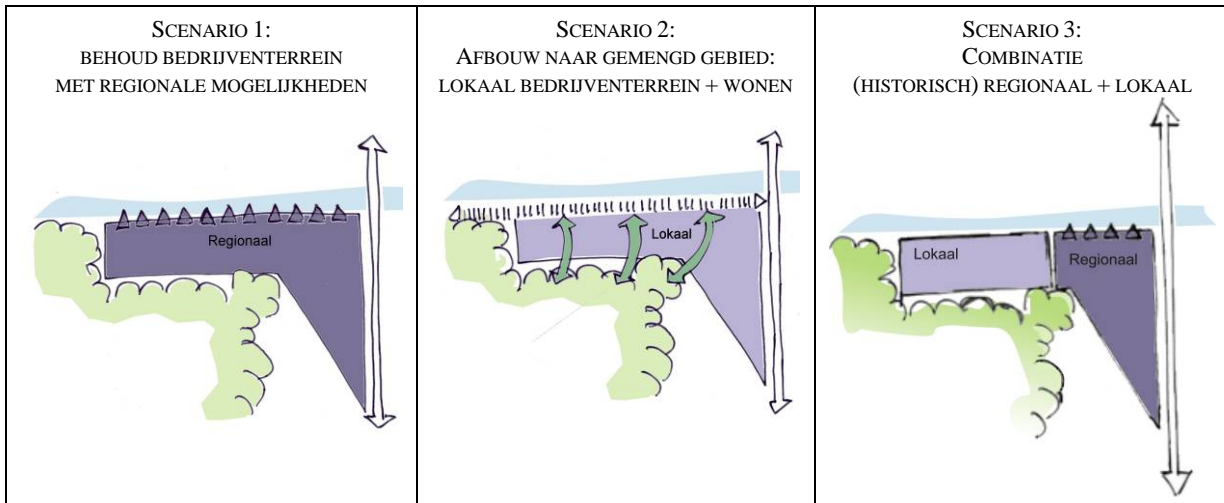 SCENARIO 1:
BEHOUD BEDRIJVENTERREIN
MET REGIONALE MOGELIJKHEDEN
Regionaal
SCENARIO 2:
AFBOUW NAAR GEMENGD GEBIED:
LOKAAL BEDRIJVENTERREIN + WONEN
Lokaal
SCENARIO 3:
COMBINATIE
(HISTORISCH) REGIONAAL + LOKAAL
Lokaal
Regionaal